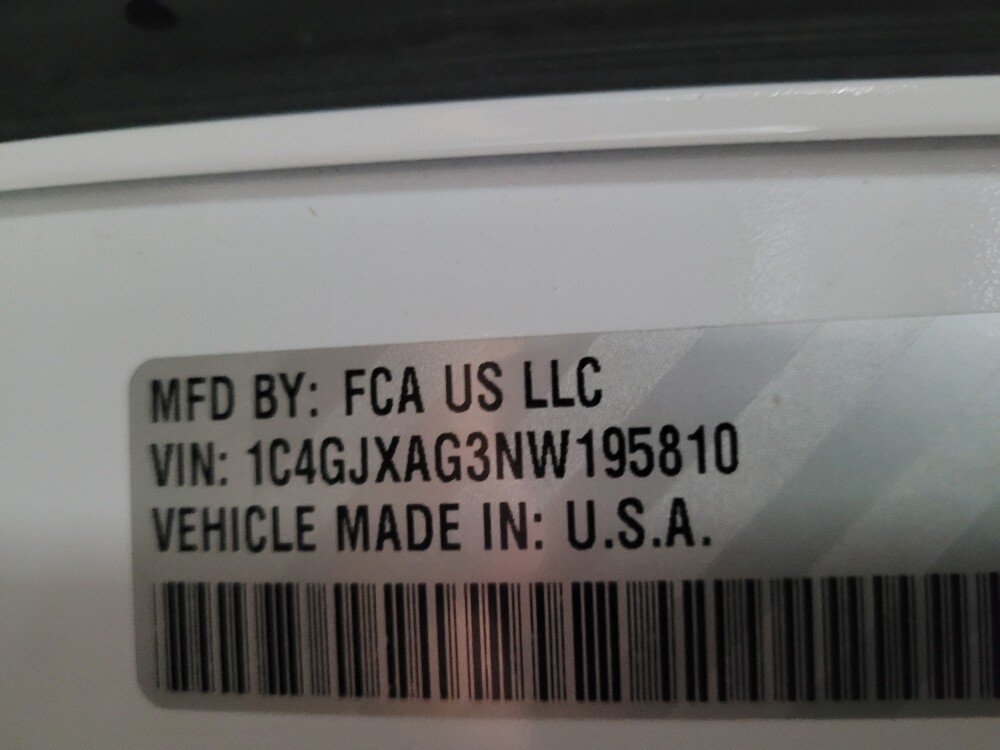 MFD BY: FCA US LLC
VIN: 1C4GJXAG3NW195810
VEHICLE MADE IN: U.S.A.